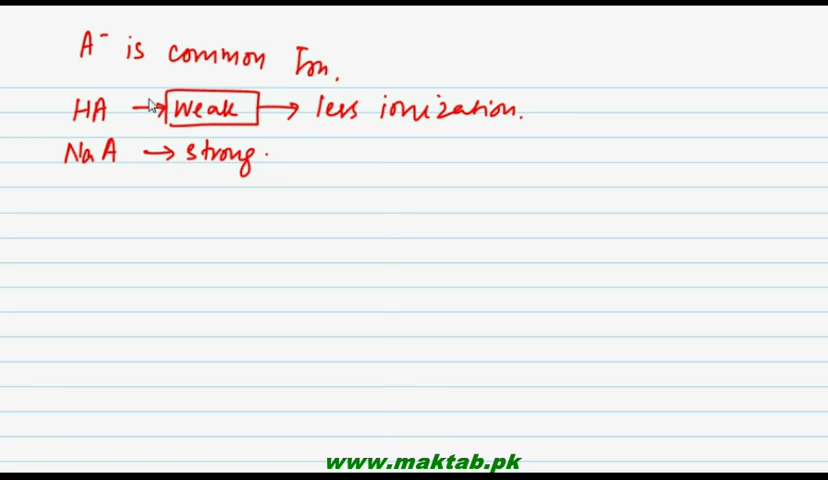 A⁻ is common Ion.
HA → Weak → less ionization.
NaA → strong.
www.maktab.pk